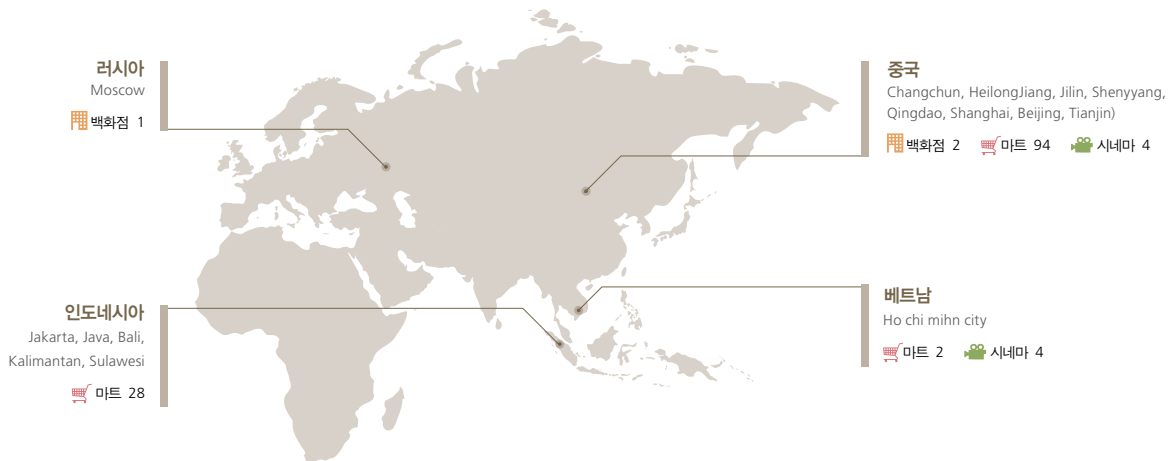 러시아
Moscow
백화점 1
중국
Changchun, HeilongJiang, Jilin, Shenyyang,
Qingdao, Shanghai, Beijing, Tianjin)
백화점 2 마트 94 시네마 4
인도네시아
Jakarta, Java, Bali,
Kalimantan, Sulawesi
마트 28
베트남
Ho chi mihn city
마트 2 시네마 4